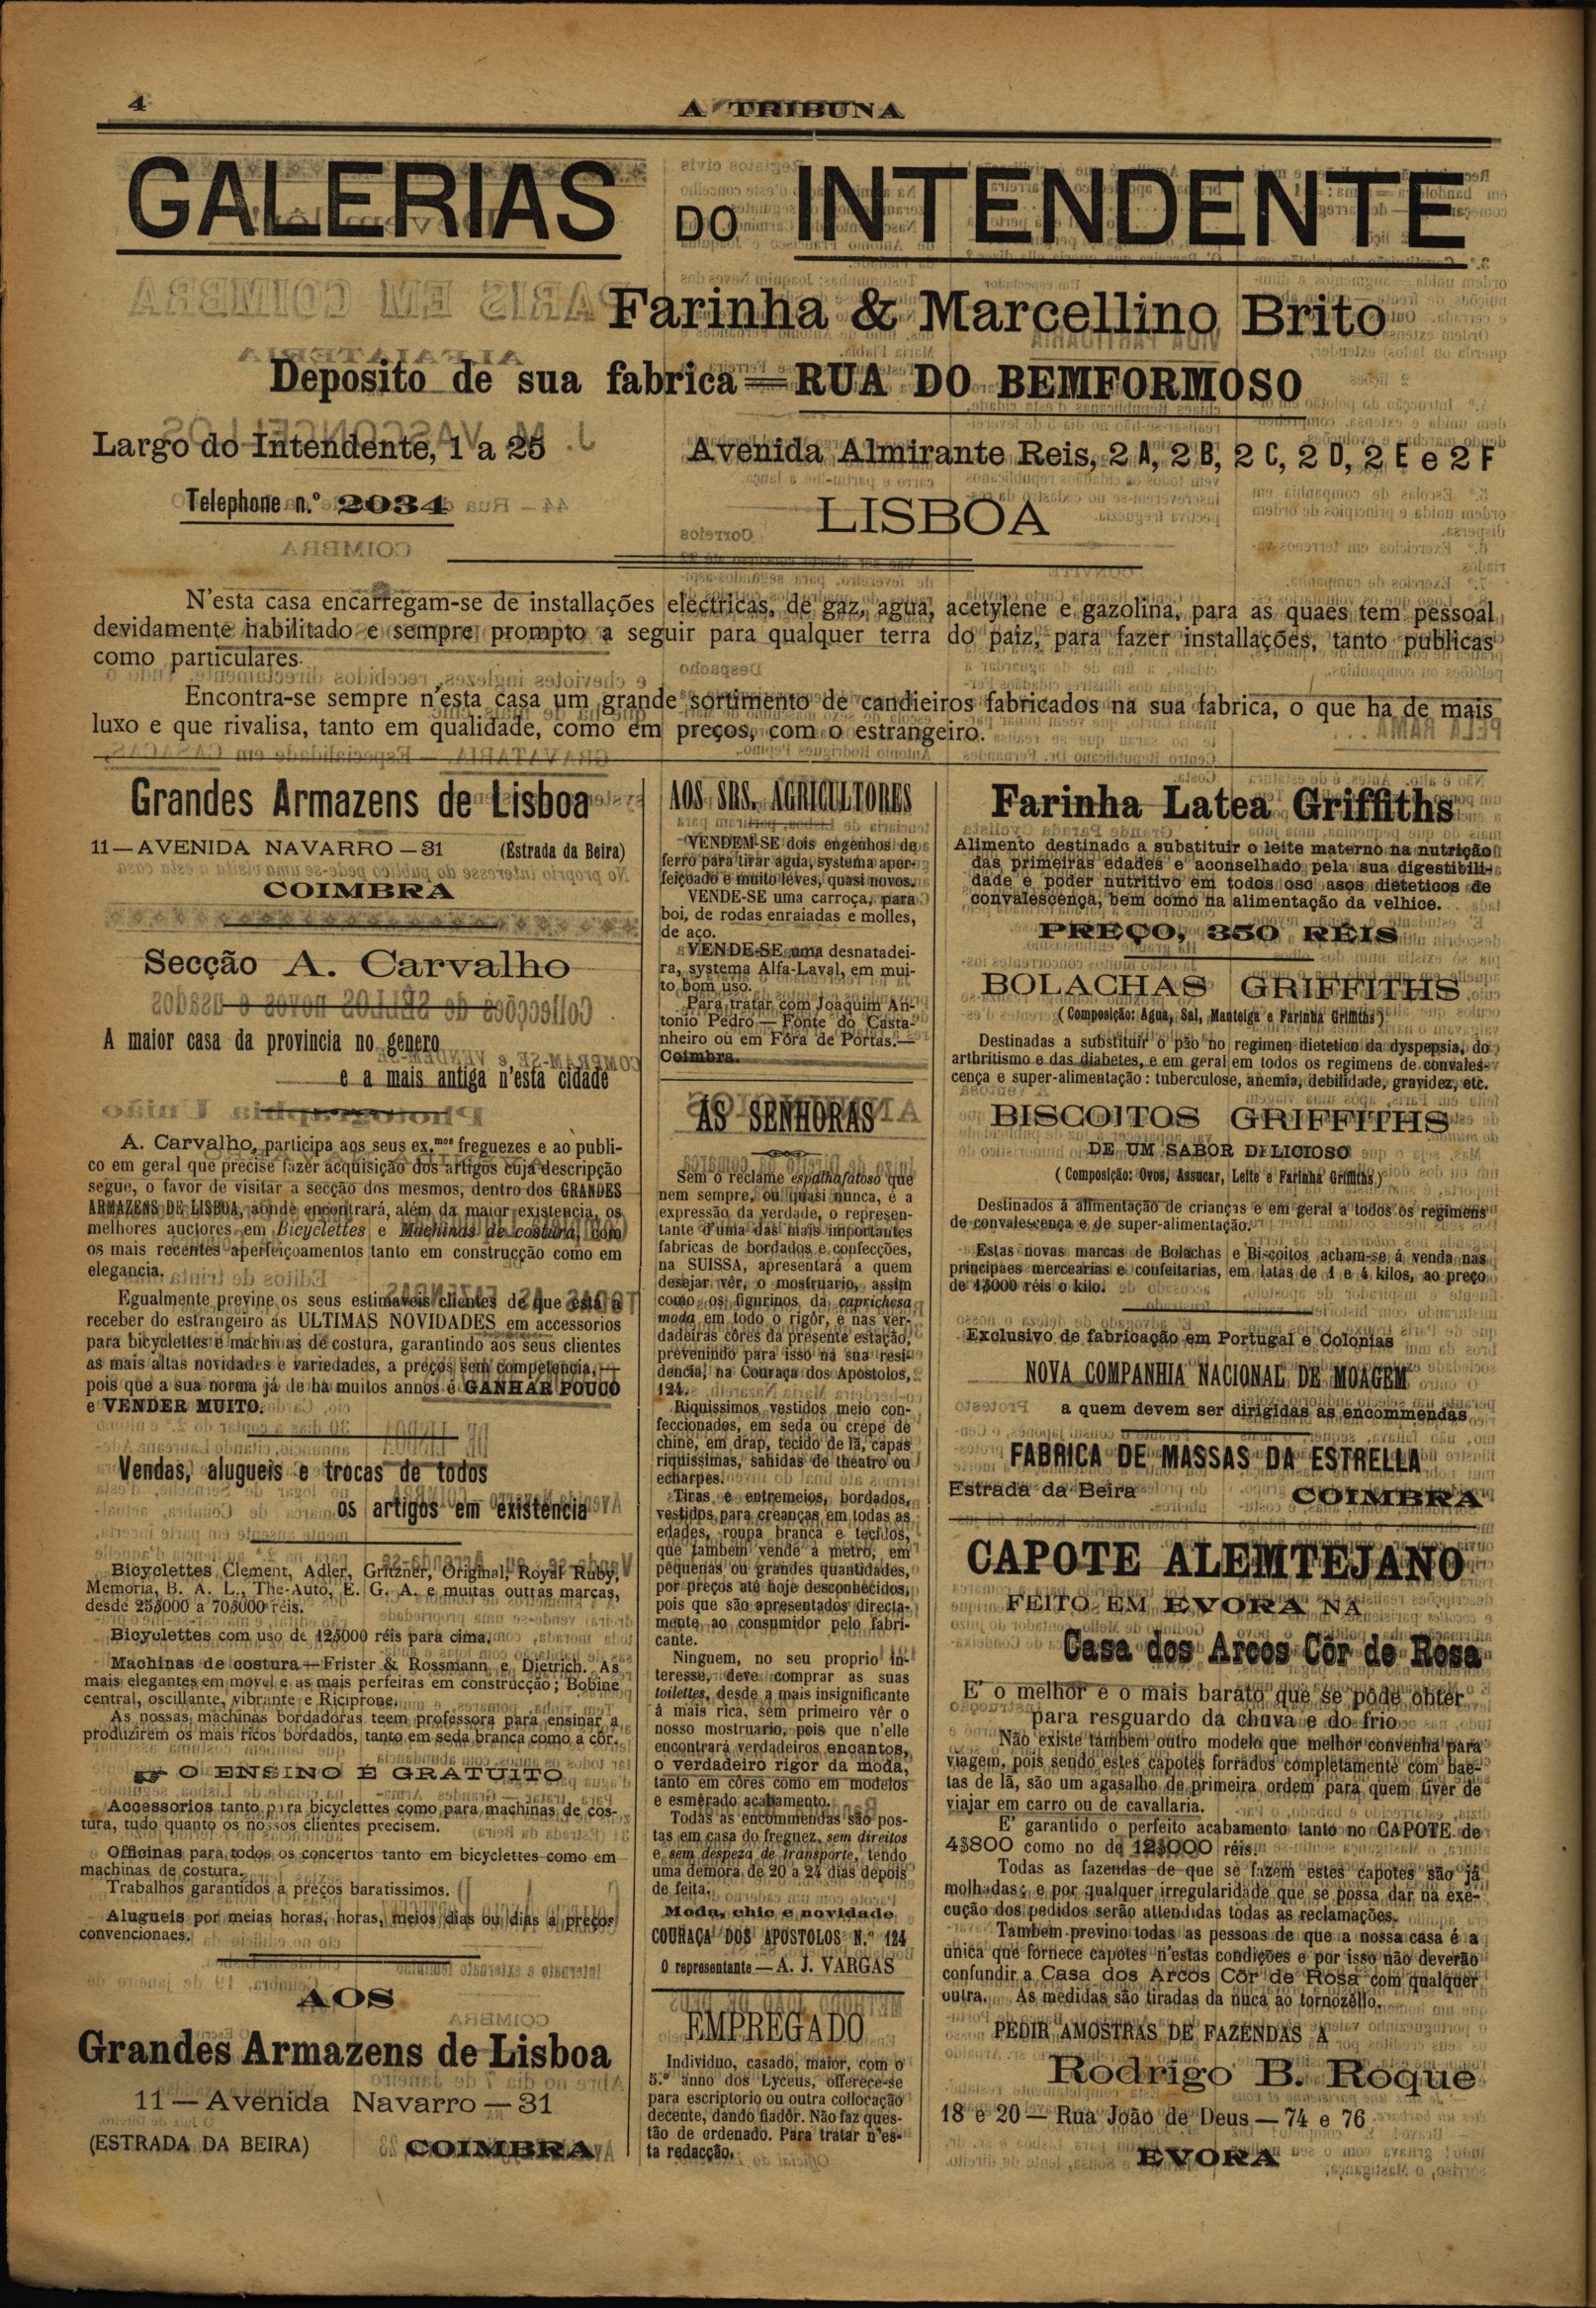 4
A TRIBUNA
GALERIAS DO INTENDENTE
Farinha & Marcellino Brito
Deposito de sua fabrica=RUA DO BEMFORMOSO
Largo do Intendente, 1 a 25
Avenida Almirante Reis, 2 A, 2 B, 2 C, 2 D, 2 E e 2 F
Telephone n.º 2034
LISBOA
N'esta casa encarregam-se de installações electricas, de gaz, agua, acetylene e gazolina, para as quaes tem pessoal
devidamente habilitado e sempre prompto a seguir para qualquer terra do paiz, para fazer installações, tanto publicas
como particulares.
Encontra-se sempre n'esta casa um grande sortimento de candieiros fabricados na sua fabrica, o que ha de mais
luxo e que rivalisa, tanto em qualidade, como em preços, com o estrangeiro.
Grandes Armazens de Lisboa
11—AVENIDA NAVARRO—31 (Estrada da Beira)
COIMBRA
Secção A. Carvalho
A maior casa da provincia no genero
e a mais antiga n'esta cidade
A. Carvalho, participa aos seus ex.mos freguezes e ao publi-
co em geral que precise fazer acquisição dos artigos cuja descripção
segue, o favor de visitar a secção dos mesmos, dentro dos GRANDES
ARMAZENS DE LISBOA, aonde encontrará, além da maior existencia, os
melhores auctores em Bicyclettes e Machinas de costura, com
os mais recentes aperfeiçoamentos tanto em construcção como em
elegancia.
Egualmente previne os seus estimaveis clientes de que está a
receber do estrangeiro as ULTIMAS NOVIDADES em accessorios
para bicyclettes e machinas de costura, garantindo aos seus clientes
as mais altas novidades e variedades, a preços sem competencia,—
pois que a sua norma já de ha muitos annos é GANHAR POUCO
e VENDER MUITO.
Vendas, alugueis e trocas de todos
os artigos em existencia
Bicyclettes Clement, Adler, Gritzner, Original, Royal Ruby,
Memoria, B. A. L., The-Auto, E. G. A. e muitas outras marcas,
desde 25$000 a 70$000 réis.
Bicyclettes com uso de 12$000 réis para cima.
Machinas de costura—Frister & Rossmann e Dietrich. As
mais elegantes em movel e as mais perfeitas em construcção; Bobine
central, oscillante, vibrante e Riciprone.
As nossas machinas bordadoras teem professora para ensinar a
produzirem os mais ricos bordados, tanto em seda branca como a côr.
☞ O ENSINO É GRATUITO
Accessorios tanto para bicyclettes como para machinas de cos-
tura, tudo quanto os nossos clientes precisem.
Officinas para todos os concertos tanto em bicyclettes como em
machinas de costura.
Trabalhos garantidos a preços baratissimos.
Alugueis por meias horas, horas, meios dias ou dias a preços
convencionaes.
AOS
Grandes Armazens de Lisboa
11—Avenida Navarro—31
(ESTRADA DA BEIRA) COIMBRA
AOS SRS. AGRICULTORES
VENDEM-SE dois engenhos de
ferro para tirar agua, systema aper-
feiçoado e muito leves, quasi novos.
VENDE-SE uma carroça, para
boi, de rodas enraiadas e molles,
de aço.
VENDE-SE uma desnatadei-
ra, systema Alfa-Laval, em mui-
to bom uso.
Para tratar com Joaquim An-
tonio Pedro—Fonte do Casta-
nheiro ou em Fóra de Portas.—
Coimbra.
ÁS SENHORAS
Sem o reclame espalhafatoso que
nem sempre, ou quasi nunca, é a
expressão da verdade, o represen-
tante d'uma das mais importantes
fabricas de bordados e confecções,
na SUISSA, apresentará a quem
desejar vêr, o mostruario, assim
como os figurinos da caprichosa
moda em todo o rigôr, e nas ver-
dadeiras côres da presente estação,
prevenindo para isso na sua resi-
dencia, na Couraça dos Apostolos,
124.
Riquissimos vestidos meio con-
feccionados, em seda ou crépe de
chine, em drap, tecido de lã, capas
riquissimas, sahidas de theatro ou
echarpes.
Tiras e entremeios, bordados,
vestidos para creanças em todas as
edades, roupa branca e tecidos,
que tambem vende a metro, em
pequenas ou grandes quantidades,
por preços até hoje desconhecidos,
pois que são apresentados directa-
mente ao consumidor pelo fabri-
cante.
Ninguem, no seu proprio in-
teresse, deve comprar as suas
toilettes, desde a mais insignificante
á mais rica, sem primeiro vêr o
nosso mostruario, pois que n'elle
encontrará verdadeiros encantos,
o verdadeiro rigor da moda,
tanto em côres como em modelos
e esmerado acabamento.
Todas as encommendas são pos-
tas em casa do freguez, sem direitos
e sem despeza de transporte, tendo
uma demora de 20 a 24 dias depois
de feita.
Moda, chic e novidade
COURAÇA DOS APOSTOLOS N.º 124
O representante—A. J. VARGAS
EMPREGADO
Individuo, casado, maior, com o
5.º anno dos Lyceus, offerece-se
para escriptorio ou outra collocação
decente, dando fiadôr. Não faz ques-
tão de ordenado. Para tratar n'es-
ta redacção.
Farinha Latea Griffiths
Alimento destinado a substituir o leite materno na nutrição
das primeiras edades e aconselhado pela sua digestibili-
dade e poder nutritivo em todos osc asos dieteticos de
convalescença, bem como na alimentação da velhice.
PREÇO, 350 RÉIS
BOLACHAS GRIFFITHS
(Composição: Agua, Sal, Manteiga e Farinha Griffiths)
Destinadas a substituir o pão no regimen dietetico da dyspepsia, do
arthritismo e das diabetes, e em geral em todos os regimens de convales-
cença e super-alimentação: tuberculose, anemia, debilidade, gravidez, etc.
BISCOITOS GRIFFITHS
DE UM SABOR DELICIOSO
(Composição: Ovos, Assucar, Leite e Farinha Griffiths)
Destinados á alimentação de crianças e em geral a todos os regimens
de convalescença e de super-alimentação.
Estas novas marcas de Bolachas e Biscoitos acham-se á venda nas
principaes mercearias e confeitarias, em latas de 1 e 4 kilos, ao preço
de 1$000 réis o kilo.
Exclusivo de fabricação em Portugal e Colonias
NOVA COMPANHIA NACIONAL DE MOAGEM
a quem devem ser dirigidas as encommendas
FABRICA DE MASSAS DA ESTRELLA
Estrada da Beira COIMBRA
CAPOTE ALEMTEJANO
FEITO EM EVORA NA
Casa dos Arcos Côr de Rosa
E' o melhor e o mais barato que se póde obter
para resguardo da chuva e do frio
Não existe tambem outro modelo que melhor convenha para
viagem, pois sendo estes capotes forrados completamente com bae-
tas de lã, são um agasalho de primeira ordem para quem tiver de
viajar em carro ou de cavallaria.
E' garantido o perfeito acabamento tanto no CAPOTE de
4$800 como no de 12$000 réis.
Todas as fazendas de que se fazem estes capotes são já
molhadas; e por qualquer irregularidade que se possa dar na exe-
cução dos pedidos serão attendidas todas as reclamações.
Tambem previno todas as pessoas de que a nossa casa é a
unica que fornece capotes n'estas condições e por isso não deverão
confundir a Casa dos Arcos Côr de Rosa com qualquer
outra. As medidas são tiradas da nuca ao tornozêllo.
PEDIR AMOSTRAS DE FAZENDAS A
Rodrigo B. Roque
18 e 20—Rua João de Deus—74 e 76
EVORA